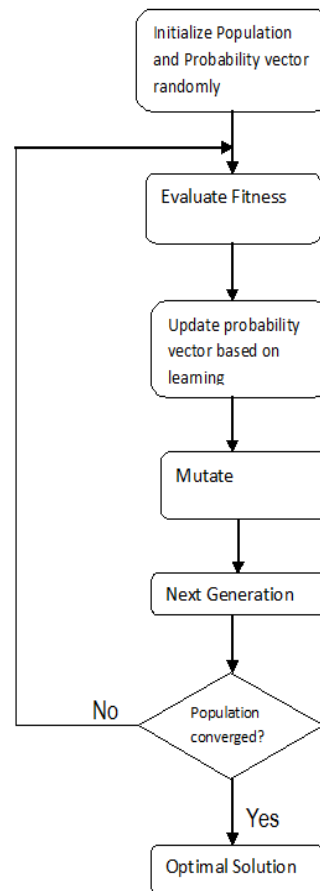 Initialize Population
and Probability vector
randomly
Evaluate Fitness
Update probability
vector based on
learning
Mutate
Next Generation
Population
converged?
No
Yes
Optimal Solution